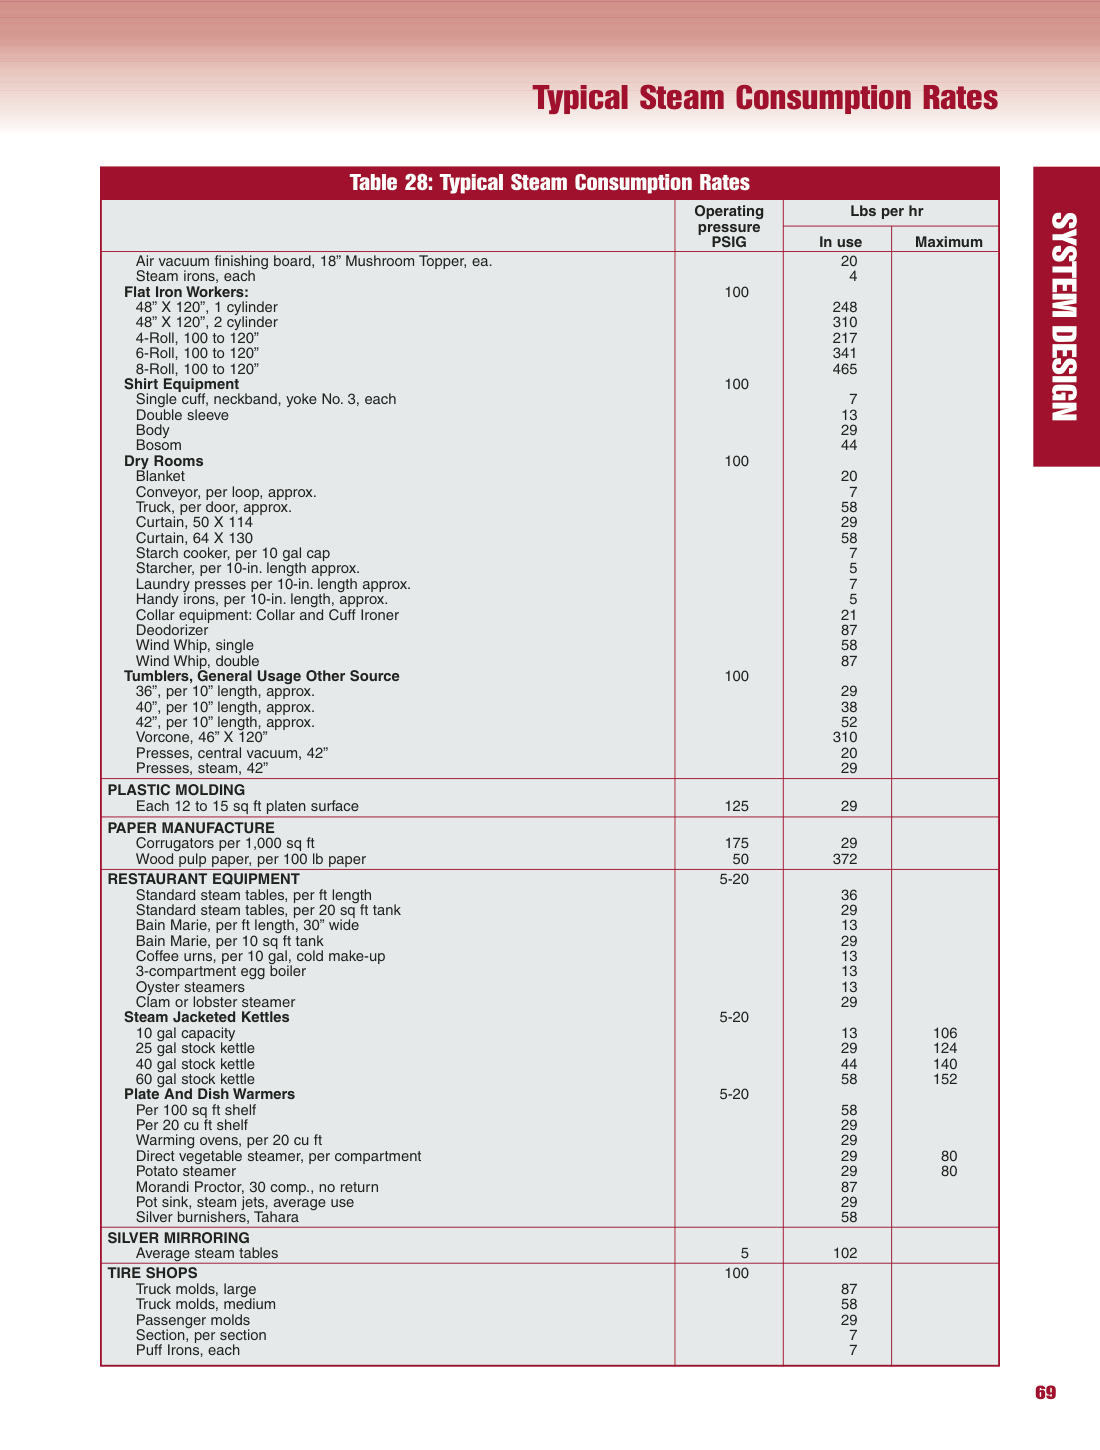 Typical Steam Consumption Rates
SYSTEM DESIGN
Table 28: Typical Steam Consumption Rates
Operating pressure PSIG Lbs per hr
In use Maximum
Air vacuum finishing board, 18” Mushroom Topper, ea. 20
Steam irons, each 4
Flat Iron Workers: 100
48” X 120”, 1 cylinder 248
48” X 120”, 2 cylinder 310
4-Roll, 100 to 120” 217
6-Roll, 100 to 120” 341
8-Roll, 100 to 120” 465
Shirt Equipment 100
Single cuff, neckband, yoke No. 3, each 7
Double sleeve 13
Body 29
Bosom 44
Dry Rooms 100
Blanket 20
Conveyor, per loop, approx. 7
Truck, per door, approx. 58
Curtain, 50 X 114 29
Curtain, 64 X 130 58
Starch cooker, per 10 gal cap 7
Starcher, per 10-in. length approx. 5
Laundry presses per 10-in. length approx. 7
Handy irons, per 10-in. length, approx. 5
Collar equipment: Collar and Cuff Ironer 21
Deodorizer 87
Wind Whip, single 58
Wind Whip, double 87
Tumblers, General Usage Other Source 100
36”, per 10” length, approx. 29
40”, per 10” length, approx. 38
42”, per 10” length, approx. 52
Vorcone, 46” X 120” 310
Presses, central vacuum, 42” 20
Presses, steam, 42” 29
PLASTIC MOLDING
Each 12 to 15 sq ft platen surface 125 29
PAPER MANUFACTURE
Corrugators per 1,000 sq ft 175 29
Wood pulp paper, per 100 lb paper 50 372
RESTAURANT EQUIPMENT 5-20
Standard steam tables, per ft length 36
Standard steam tables, per 20 sq ft tank 29
Bain Marie, per ft length, 30” wide 13
Bain Marie, per 10 sq ft tank 29
Coffee urns, per 10 gal, cold make-up 13
3-compartment egg boiler 13
Oyster steamers 13
Clam or lobster steamer 29
Steam Jacketed Kettles 5-20
10 gal capacity 13 106
25 gal stock kettle 29 124
40 gal stock kettle 44 140
60 gal stock kettle 58 152
Plate And Dish Warmers 5-20
Per 100 sq ft shelf 58
Per 20 cu ft shelf 29
Warming ovens, per 20 cu ft 29
Direct vegetable steamer, per compartment 29 80
Potato steamer 29 80
Morandi Proctor, 30 comp., no return 87
Pot sink, steam jets, average use 29
Silver burnishers, Tahara 58
SILVER MIRRORING
Average steam tables 5 102
TIRE SHOPS 100
Truck molds, large 87
Truck molds, medium 58
Passenger molds 29
Section, per section 7
Puff Irons, each 7
69